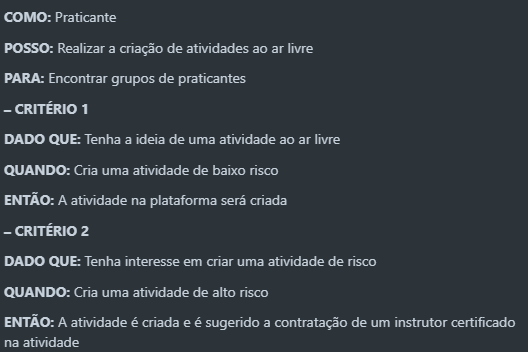 COMO: Praticante
POSSO: Realizar a criação de atividades ao ar livre
PARA: Encontrar grupos de praticantes
– CRITÉRIO 1
DADO QUE: Tenha a ideia de uma atividade ao ar livre
QUANDO: Cria uma atividade de baixo risco
ENTÃO: A atividade na plataforma será criada
– CRITÉRIO 2
DADO QUE: Tenha interesse em criar uma atividade de risco
QUANDO: Cria uma atividade de alto risco
ENTÃO: A atividade é criada e é sugerido a contratação de um instrutor certificado
na atividade